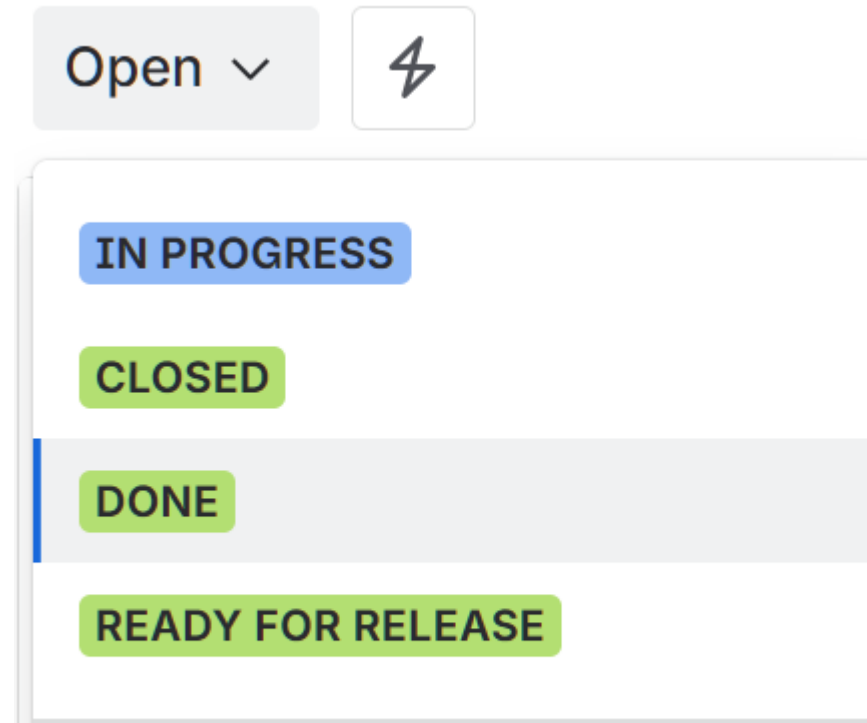 Open
IN PROGRESS
CLOSED
DONE
READY FOR RELEASE